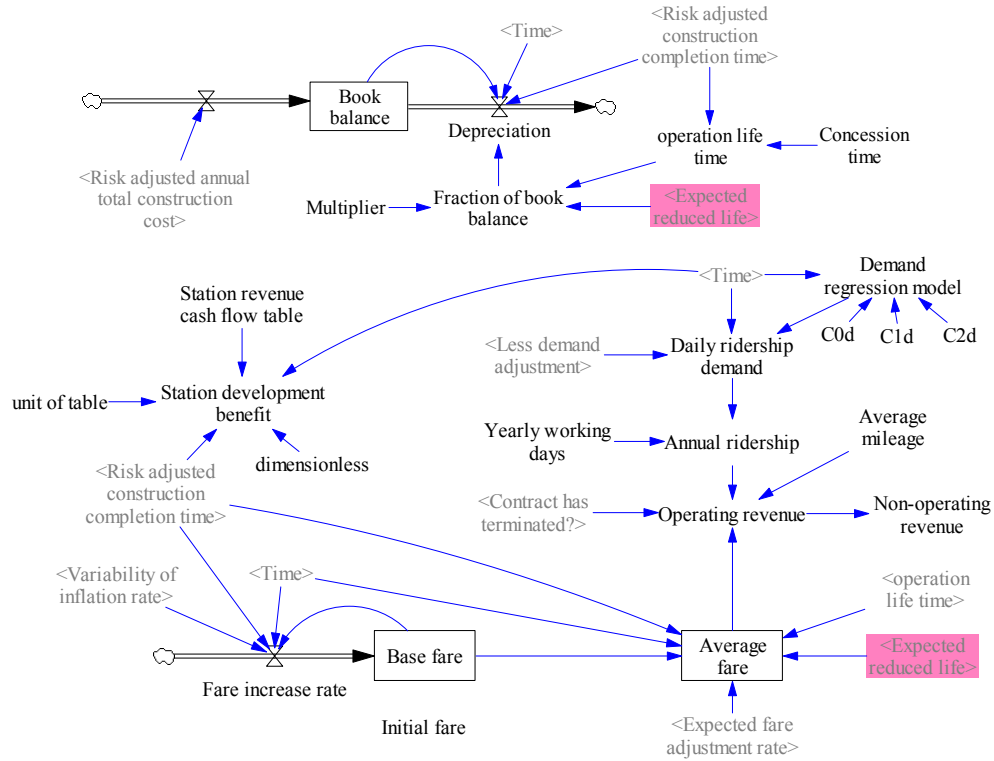 <Risk adjusted
construction
completion time>
<Time>
Book
balance
Depreciation
operation life
time
Concession
time
<Risk adjusted annual
total construction
cost>
Multiplier
Fraction of book
balance
<Expected
reduced life>
Station revenue
cash flow table
<Time>
Demand
regression model
C0d
C1d
C2d
<Less demand
adjustment>
Daily ridership
demand
unit of table
Station development
benefit
dimensionless
Yearly working
days
Annual ridership
Average
mileage
<Risk adjusted
construction
completion time>
<Contract has
terminated?>
Operating revenue
Non-operating
revenue
<Variability of
inflation rate>
<Time>
<operation
life time>
Base fare
Average
fare
<Expected
reduced life>
Fare increase rate
Initial fare
<Expected fare
adjustment rate>